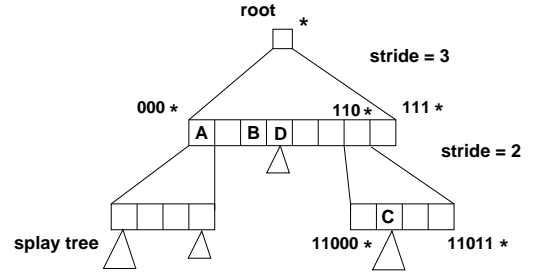 root
*
stride = 3
000 *
110 *
111 *
A B D
stride = 2
C
splay tree
11000 *
11011 *